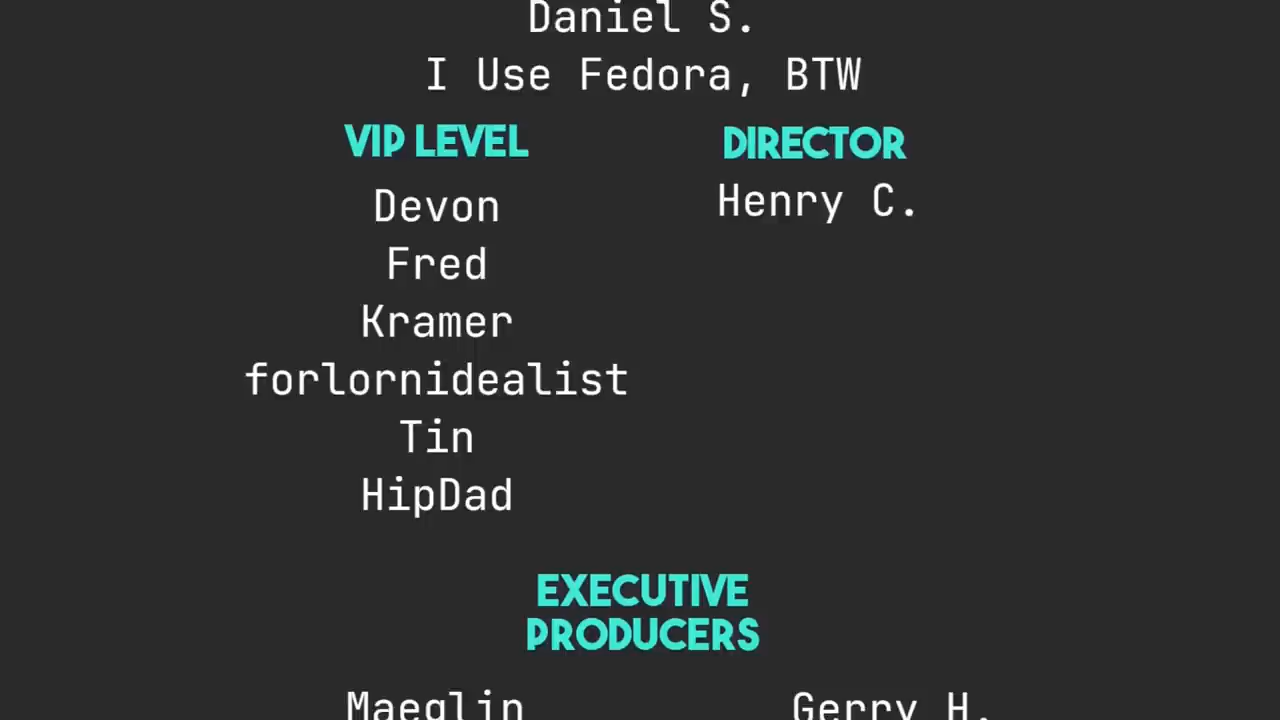 Daniel S.
I Use Fedora, BTW
VIP LEVEL
Devon
Fred
Kramer
forlornidealist
Tin
HipDad
DIRECTOR
Henry C.
EXECUTIVE
PRODUCERS
Maeglin
Gerry H.